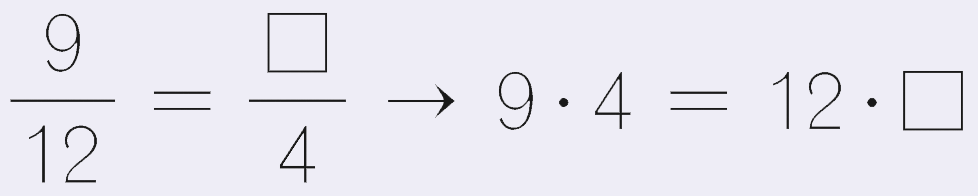 9/12 = □/4 → 9 · 4 = 12 · □